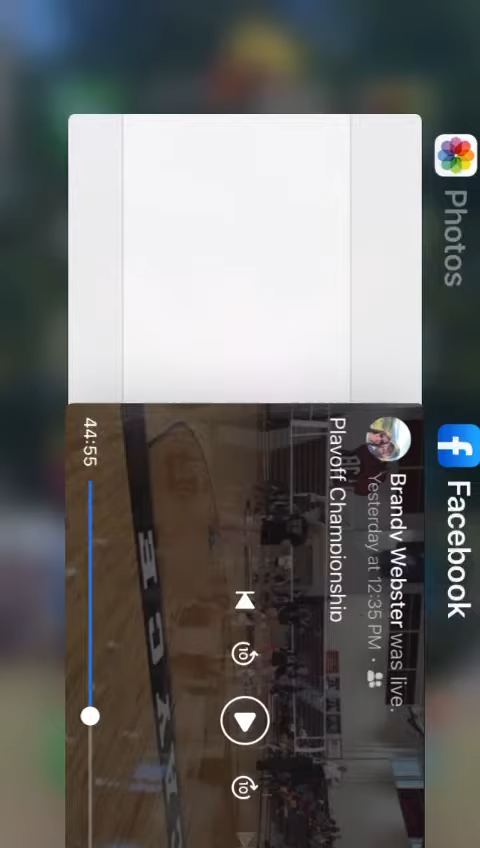 Photos
Facebook
Brandy Webster was live.
Yesterday at 12:35 PM ·
Playoff Championship
10
10
44:55